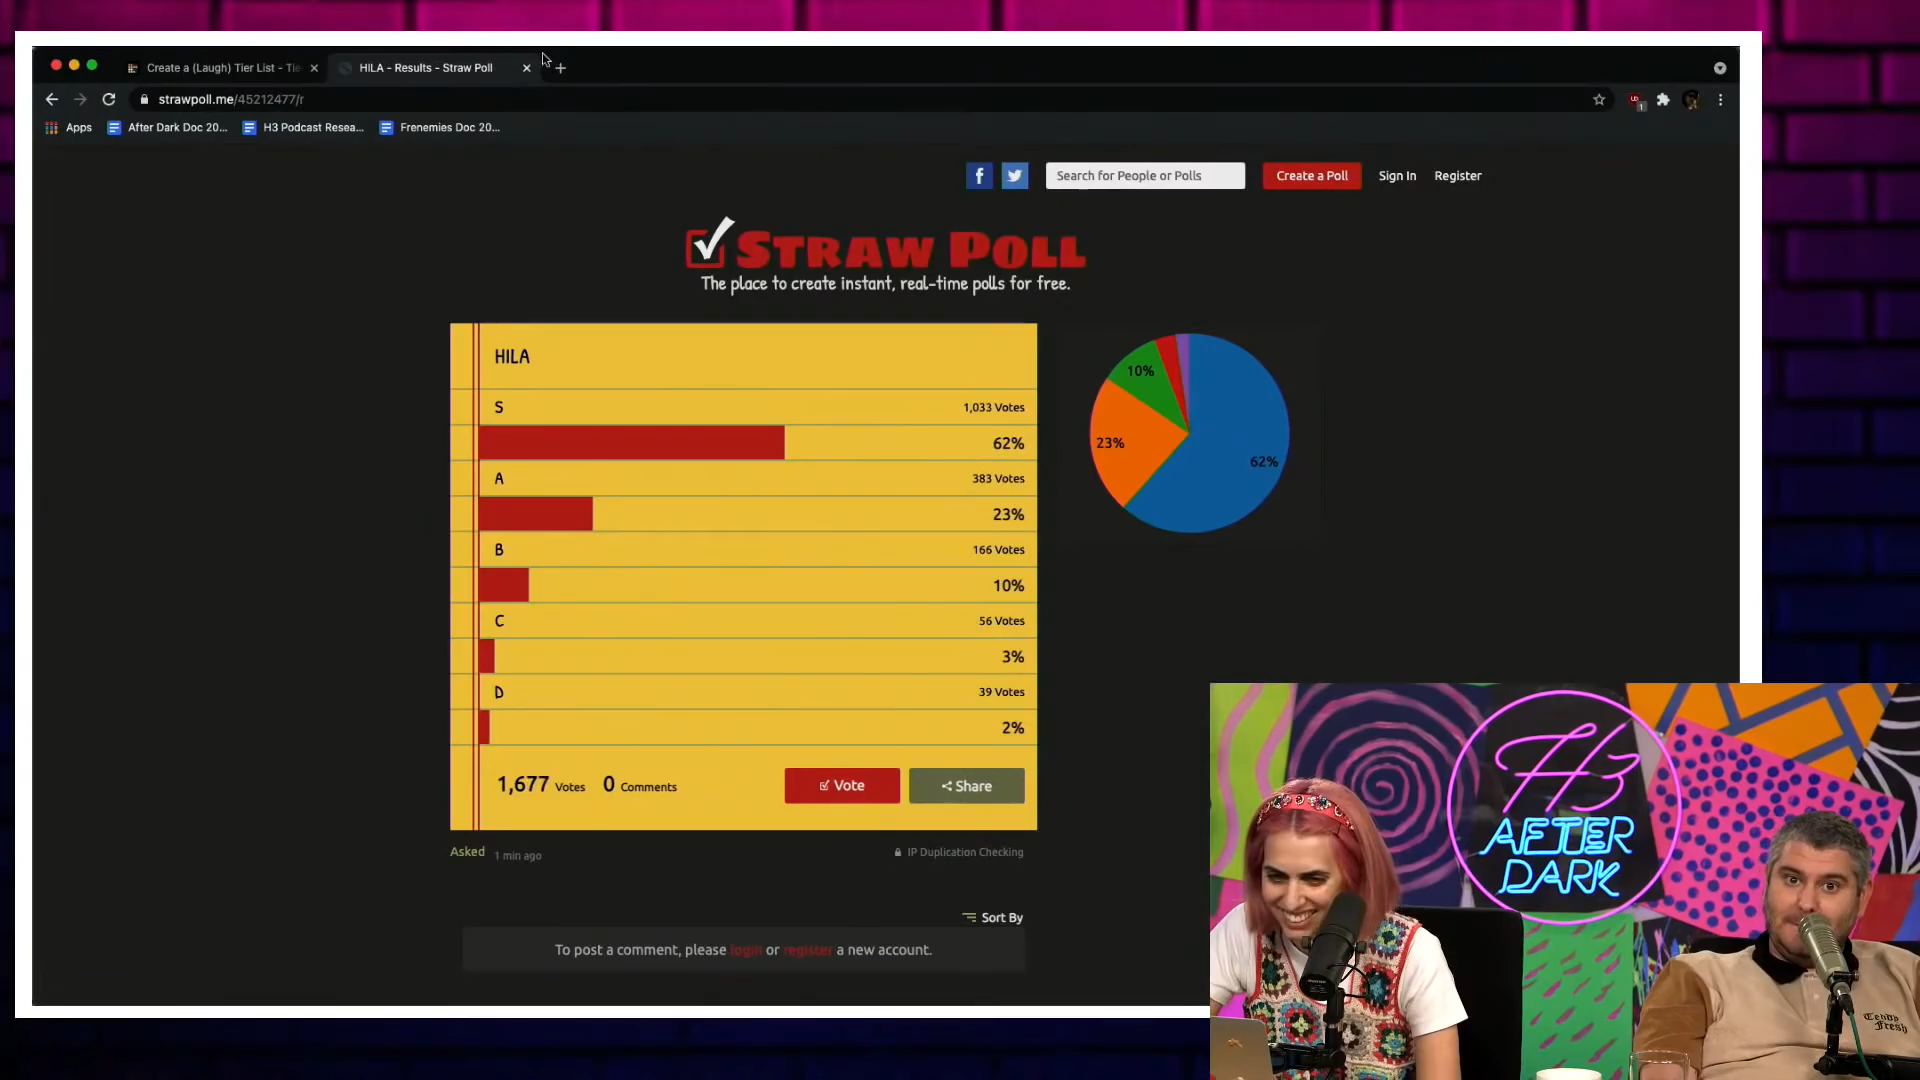 Create a (Laugh) Tier List - Tie
HILA - Results - Straw Poll
strawpoll.me/45212477/r
Apps
After Dark Doc 20...
H3 Podcast Resea...
Frenemies Doc 20...
Search for People or Polls
Create a Poll
Sign In
Register
STRAW POLL
The place to create instant, real-time polls for free.
HILA
S
1,033 Votes
62%
A
383 Votes
23%
B
166 Votes
10%
C
56 Votes
3%
D
39 Votes
2%
1,677 Votes
0 Comments
Vote
Share
10%
23%
62%
Asked
1 min ago
IP Duplication Checking
Sort By
To post a comment, please login or register a new account.
H3
AFTER
DARK
Teddy
Fresh